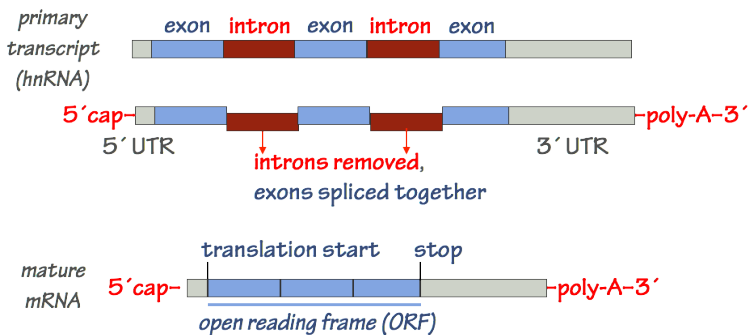 primary
transcript
(hnRNA)
exon intron exon intron exon
5´cap poly-A-3´
5´UTR 3´UTR
introns removed,
exons spliced together
translation start stop
mature
mRNA
5´cap- poly-A-3´
open reading frame (ORF)